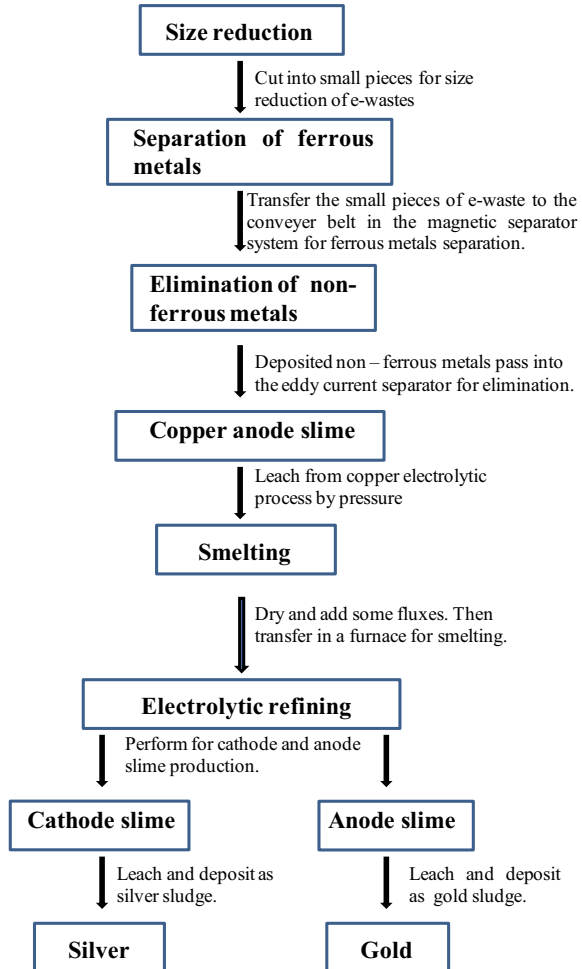 Size reduction
Cut into small pieces for size
reduction of e-wastes
Separation of ferrous
metals
Transfer the small pieces of e-waste to the
conveyer belt in the magnetic separator
system for ferrous metals separation.
Elimination of non-
ferrous metals
Deposited non – ferrous metals pass into
the eddy current separator for elimination.
Copper anode slime
Leach from copper electrolytic
process by pressure
Smelting
Dry and add some fluxes. Then
transfer in a furnace for smelting.
Electrolytic refining
Perform for cathode and anode
slime production.
Cathode slime
Anode slime
Leach and deposit as
silver sludge.
Leach and deposit
as gold sludge.
Silver
Gold